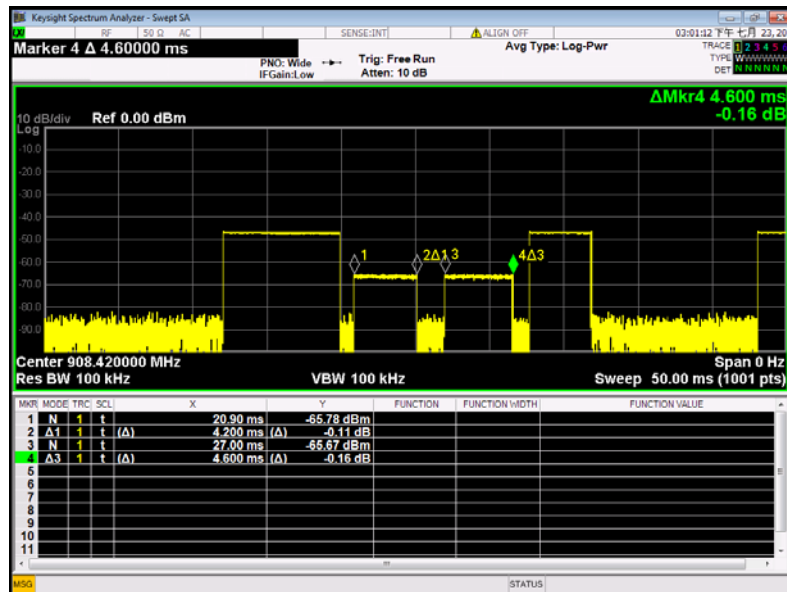 Keysight Spectrum Analyzer - Swept SA
RF 50 Ω AC SENSE:INT ALIGN OFF 03:01:12 下午 七月 23, 20
Marker 4 Δ 4.60000 ms
PNO: Wide Trig: Free Run Avg Type: Log-Pwr TRACE 1 2 3 4 5 6
IFGain:Low Atten: 10 dB TYPE WWWWWW
DET N N N N N N
ΔMkr4 4.600 ms
10 dB/div Ref 0.00 dBm -0.16 dB
Log
-10.0
-20.0
-30.0
-40.0
-50.0
1 2Δ1 3 4Δ3
-60.0
-70.0
-80.0
-90.0
Center 908.420000 MHz Span 0 Hz
Res BW 100 kHz VBW 100 kHz Sweep 50.00 ms (1001 pts)
MKR MODE TRC SCL X Y FUNCTION FUNCTION WIDTH FUNCTION VALUE
1 N 1 t 20.90 ms -65.78 dBm
2 Δ1 1 t (Δ) 4.200 ms (Δ) -0.11 dB
3 N 1 t 27.00 ms -65.67 dBm
4 Δ3 1 t (Δ) 4.600 ms (Δ) -0.16 dB
5
6
7
8
9
10
11
MSG STATUS